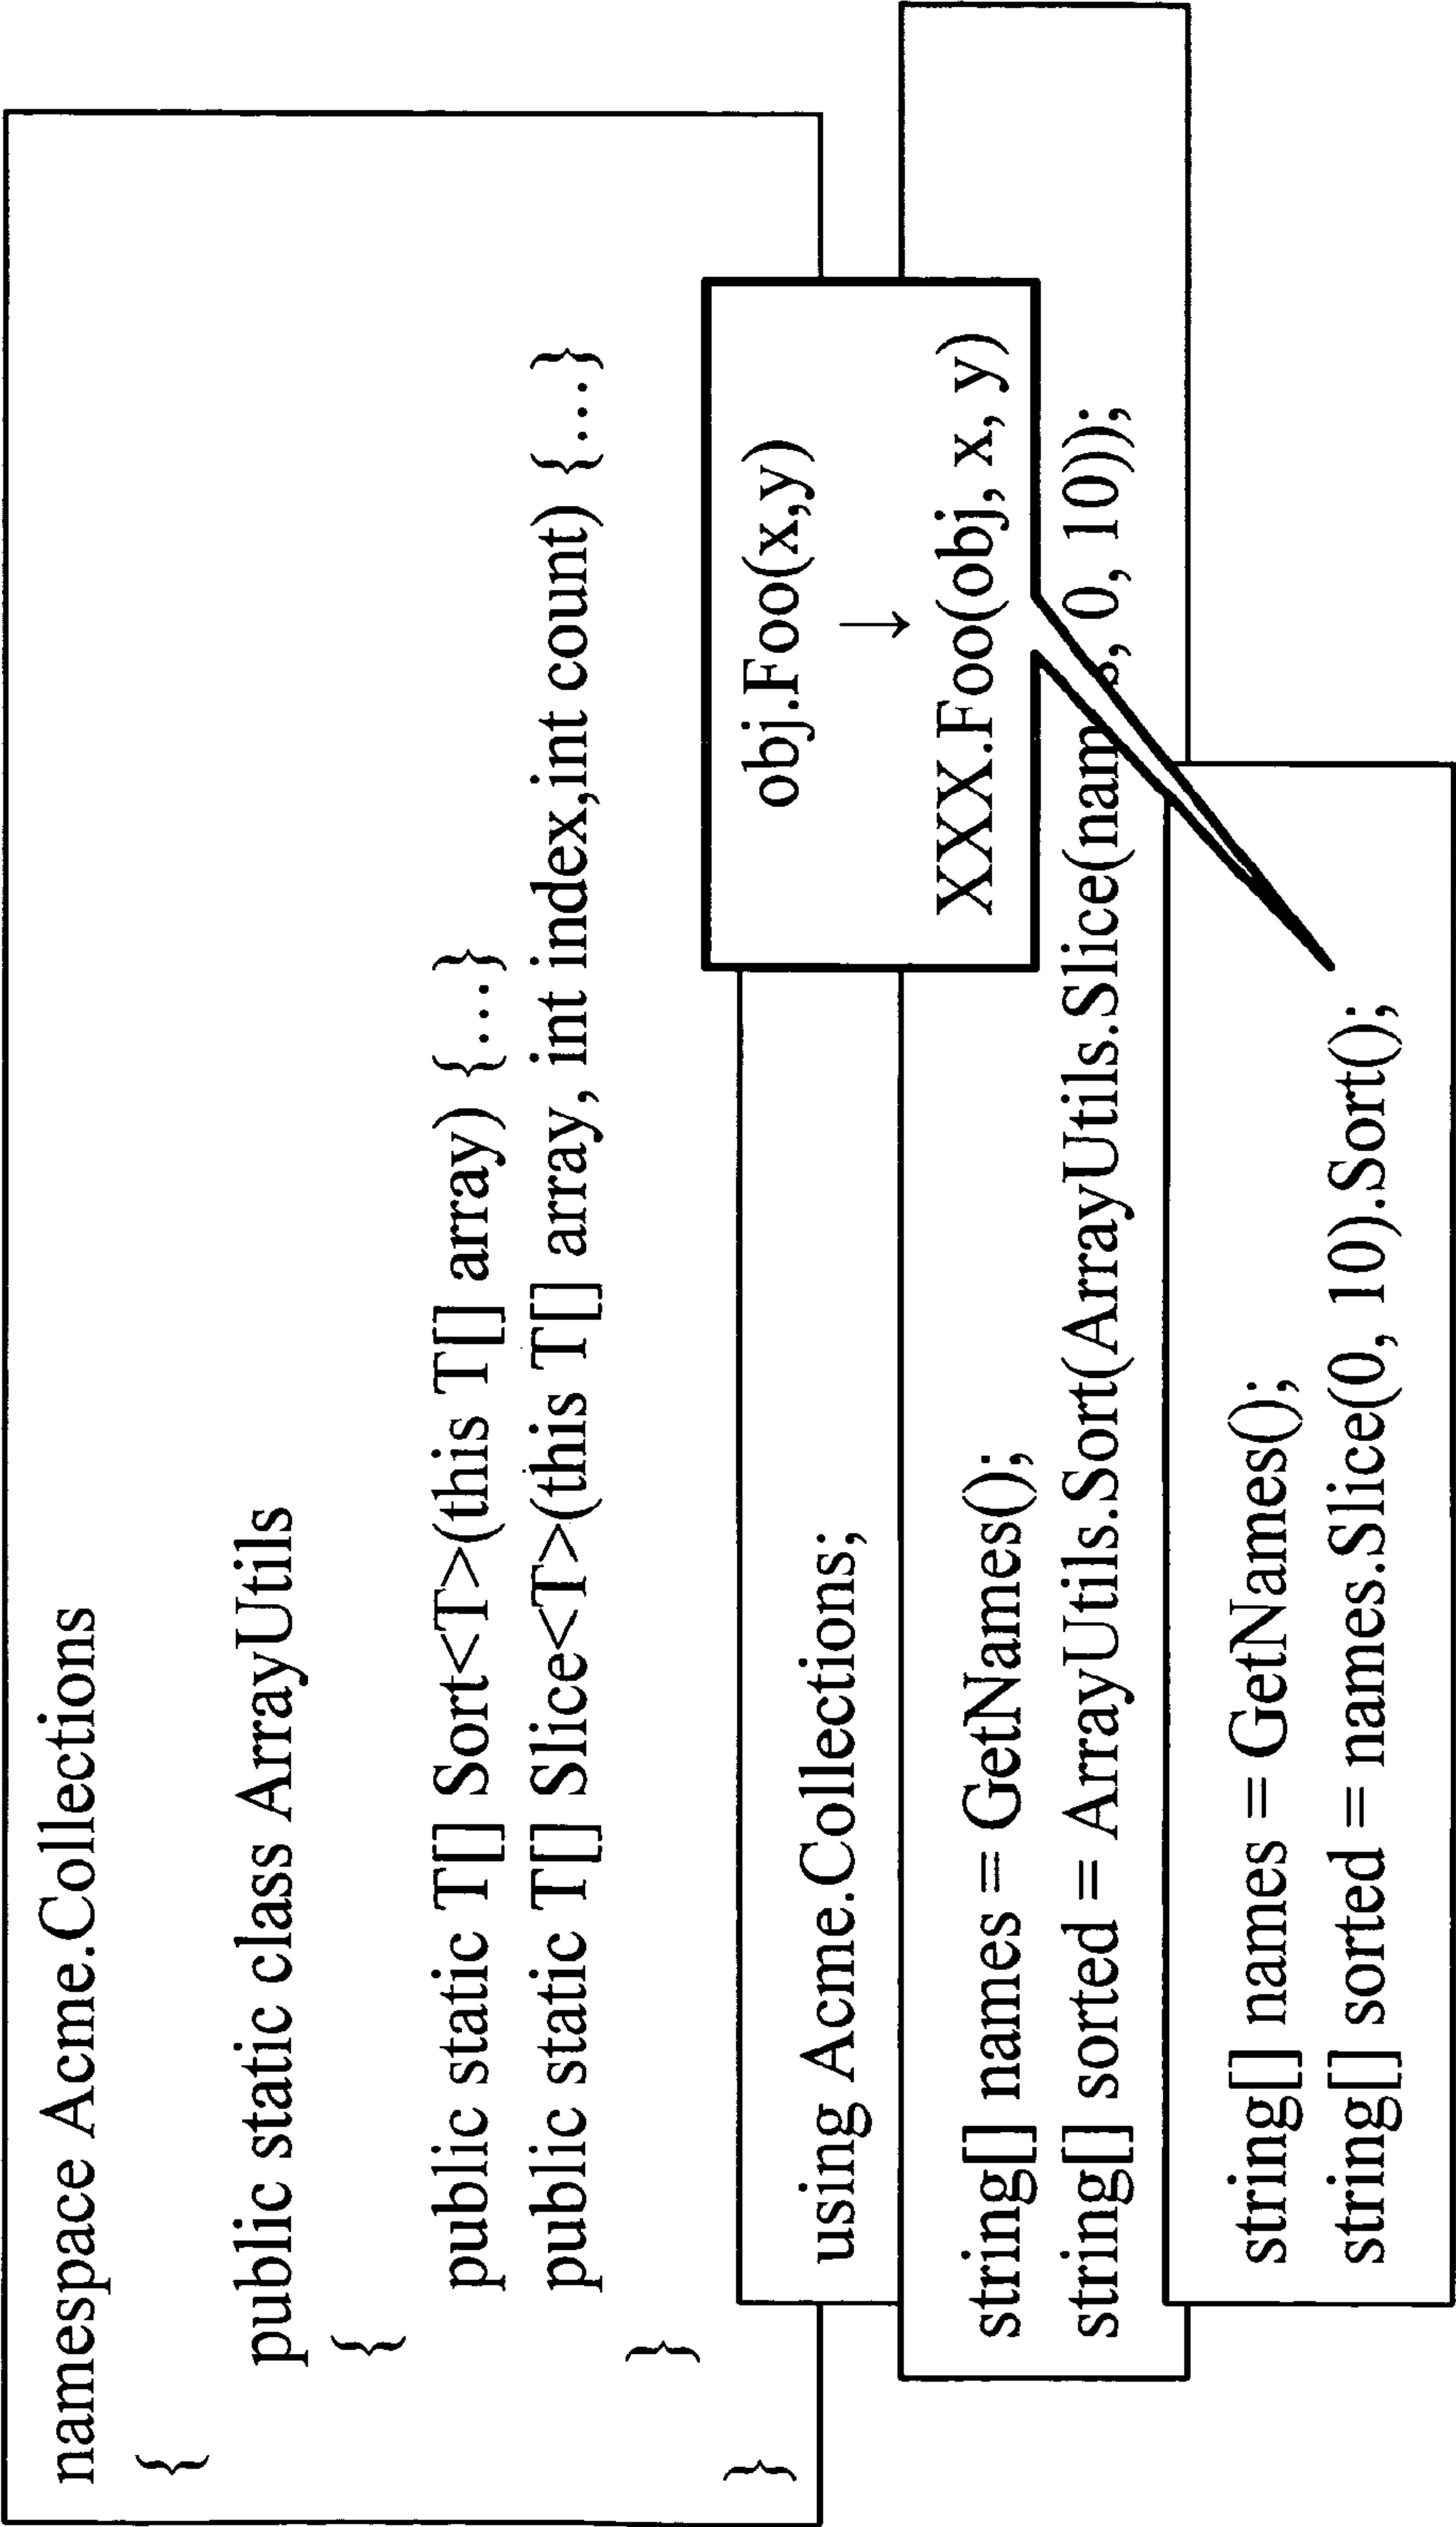 namespace Acme.Collections
{
public static class ArrayUtils
{
public static T[] Sort<T>(this T[] array) {...}
public static T[] Slice<T>(this T[] array, int index,int count) {...}
}
}
using Acme.Collections;
obj.Foo(x,y)
↓
XXX.Foo(obj, x, y)
string[] names = GetNames();
string[] sorted = ArrayUtils.Sort(ArrayUtils.Slice( , 0, 10));
string[] names = GetNames();
string[] sorted = names.Slice(0, 10).Sort();